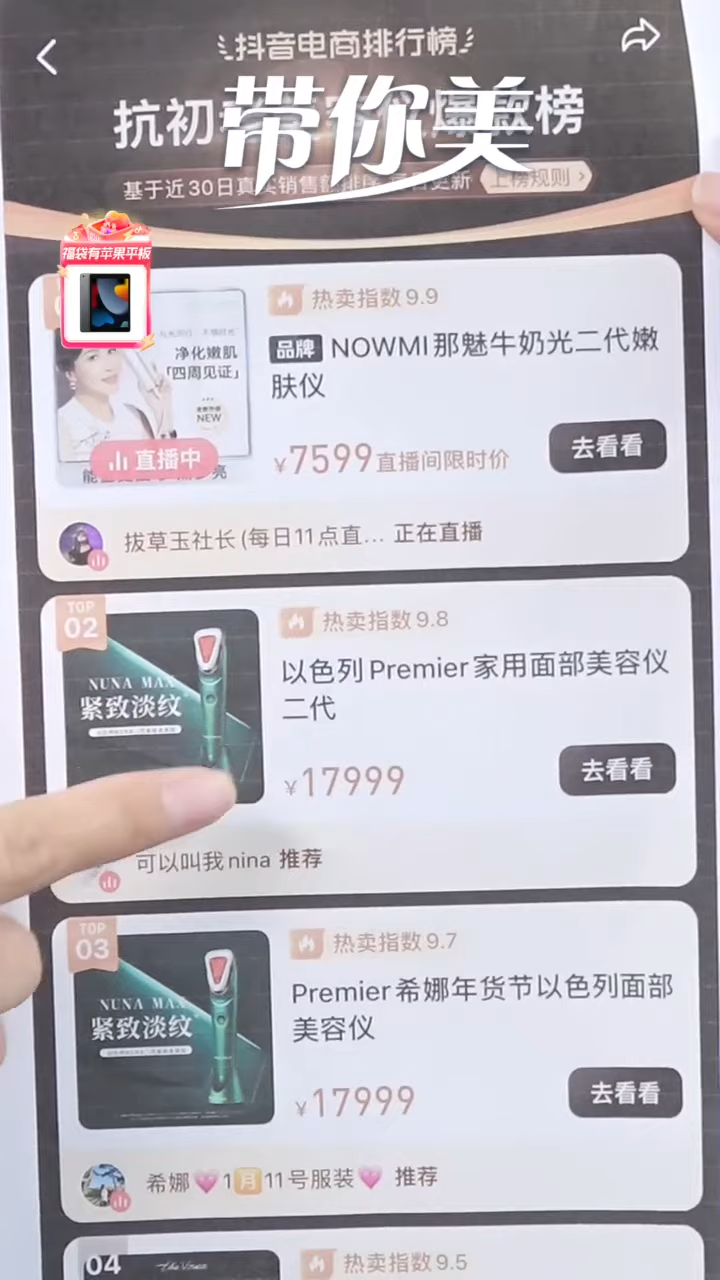 抖音电商排行榜
抗初
榜
带你美
基于近30日真实销售额排序 每日更新
上榜规则 >
福袋有苹果平板
热卖指数9.9
净化嫩肌
「四周见证」
NEW
品牌 NOWMI那魅牛奶光二代嫩
肤仪
直播中
¥7599直播间限时价
去看看
拔草玉社长(每日11点直... 正在直播
TOP
02
热卖指数9.8
NUNA MAX
紧致淡纹
以色列Premier家用面部美容仪
二代
¥17999
去看看
可以叫我nina 推荐
TOP
03
热卖指数9.7
NUNA MAX
紧致淡纹
Premier希娜年货节以色列面部
美容仪
¥17999
去看看
希娜💗1🈷️11号服装💗 推荐
04
热卖指数9.5